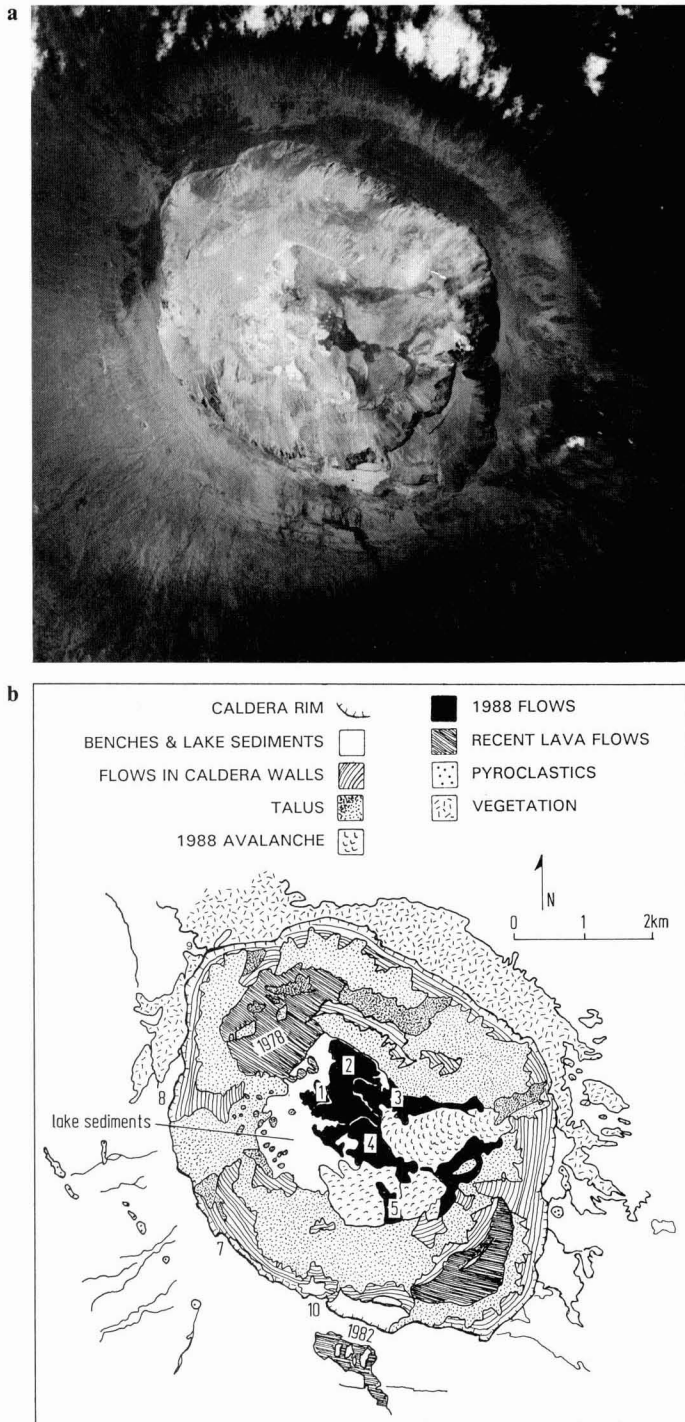 a
b
CALDERA RIM
BENCHES & LAKE SEDIMENTS
FLOWS IN CALDERA WALLS
TALUS
1988 AVALANCHE
1988 FLOWS
RECENT LAVA FLOWS
PYROCLASTICS
VEGETATION
N
0 1 2km
9
1978
2
1
3
8
lake sediments
4
6
5
7
10
1982